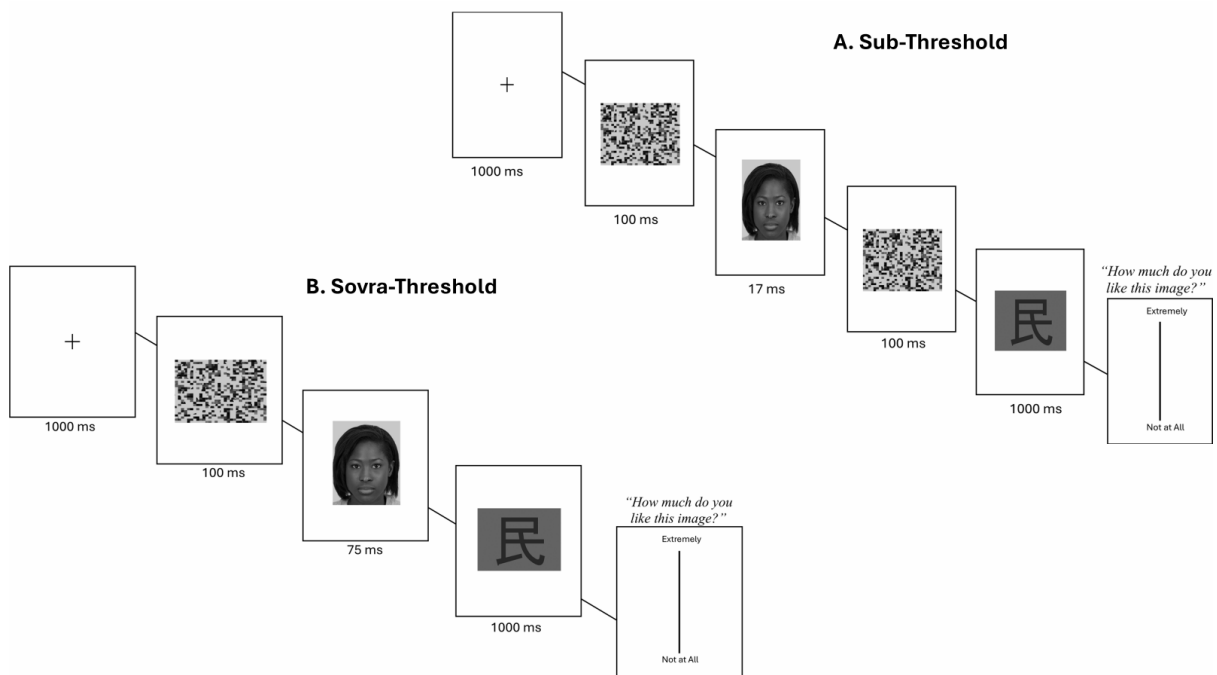 A. Sub-Threshold
1000 ms
100 ms
17 ms
100 ms
民
1000 ms
“How much do you
like this image?”
Extremely
Not at All
B. Sovra-Threshold
1000 ms
100 ms
75 ms
民
1000 ms
“How much do you
like this image?”
Extremely
Not at All